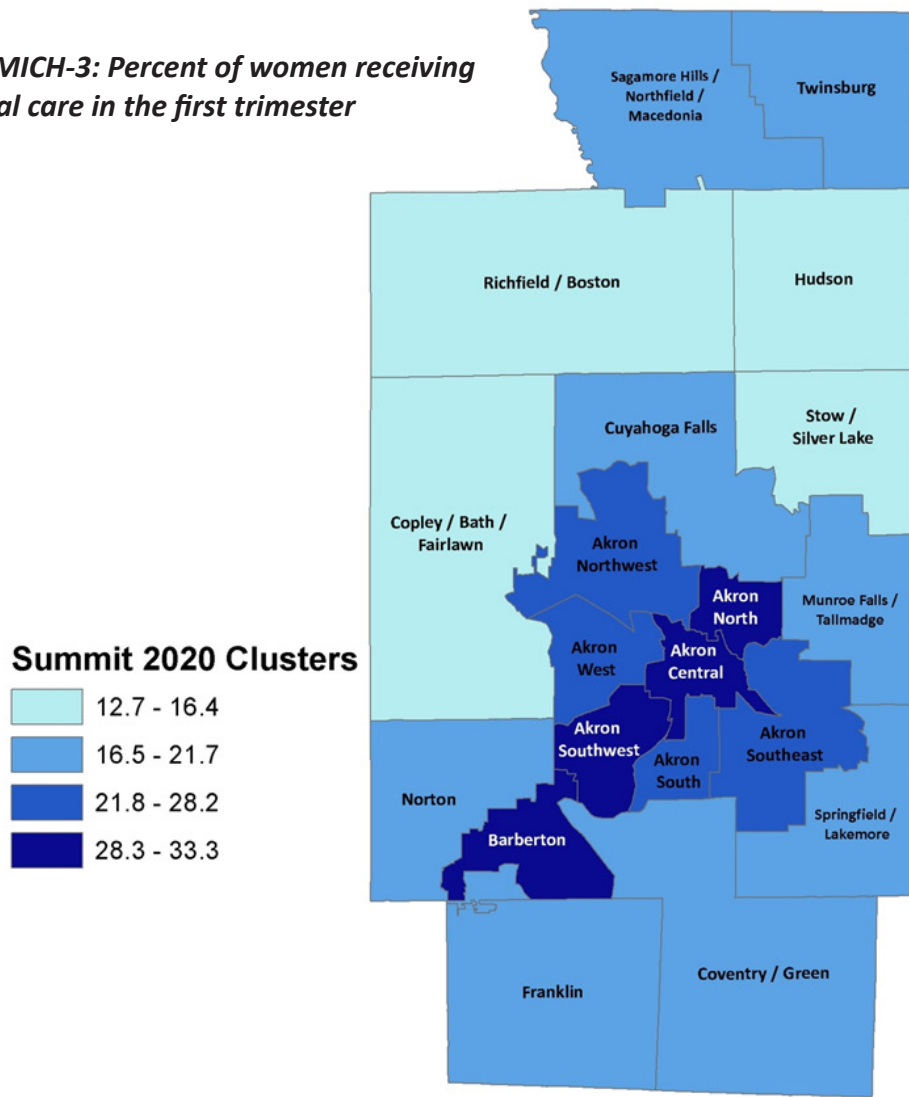 MICH-3: Percent of women receiving
al care in the first trimester
Sagamore Hills /
Northfield /
Macedonia
Twinsburg
Richfield / Boston
Hudson
Cuyahoga Falls
Stow /
Silver Lake
Copley / Bath /
Fairlawn
Akron
Northwest
Akron
North
Munroe Falls /
Tallmadge
Akron
West
Akron
Central
Akron
Southwest
Akron
South
Akron
Southeast
Norton
Springfield /
Lakemore
Barberton
Franklin
Coventry / Green
Summit 2020 Clusters
12.7 - 16.4
16.5 - 21.7
21.8 - 28.2
28.3 - 33.3